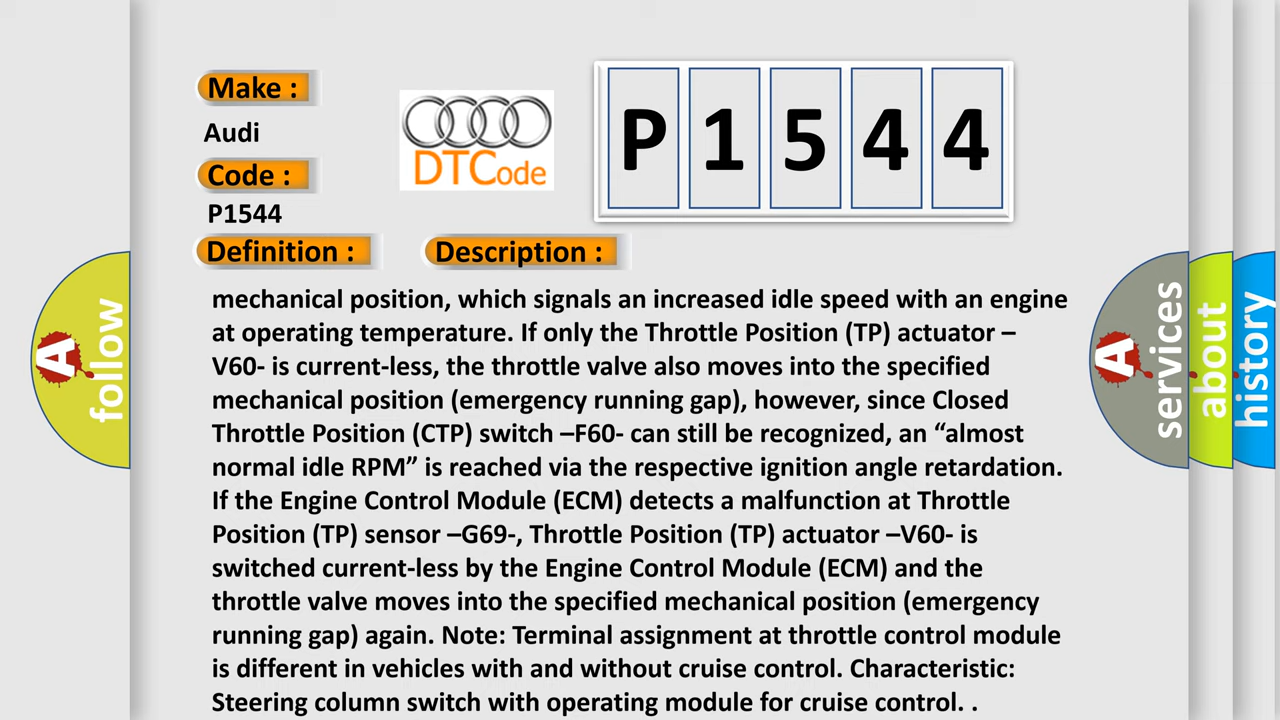 Make :
Audi
Code :
P1544
DTCode
P1544
Definition :
Description :
mechanical position, which signals an increased idle speed with an engine
at operating temperature. If only the Throttle Position (TP) actuator –
V60- is current-less, the throttle valve also moves into the specified
mechanical position (emergency running gap), however, since Closed
Throttle Position (CTP) switch –F60- can still be recognized, an “almost
normal idle RPM” is reached via the respective ignition angle retardation.
If the Engine Control Module (ECM) detects a malfunction at Throttle
Position (TP) sensor –G69-, Throttle Position (TP) actuator –V60- is
switched current-less by the Engine Control Module (ECM) and the
throttle valve moves into the specified mechanical position (emergency
running gap) again. Note: Terminal assignment at throttle control module
is different in vehicles with and without cruise control. Characteristic:
Steering column switch with operating module for cruise control. .
A
follow
A
services
about
history